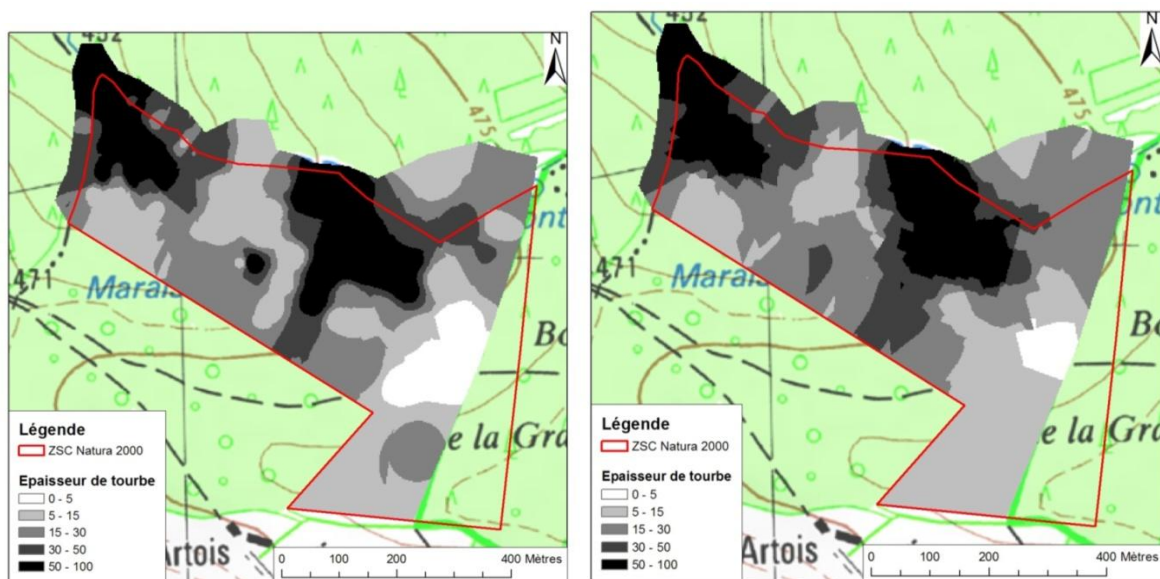 N
475
471
Marais
Bo
e la Gra
Artois
Légende
ZSC Natura 2000
Epaisseur de tourbe
0 - 5
5 - 15
15 - 30
30 - 50
50 - 100
0 100 200 400 Mètres
N
475
471
Marais
Bo
e la Gra
Artois
Légende
ZSC Natura 2000
Epaisseur de tourbe
0 - 5
5 - 15
15 - 30
30 - 50
50 - 100
0 100 200 400 Mètres